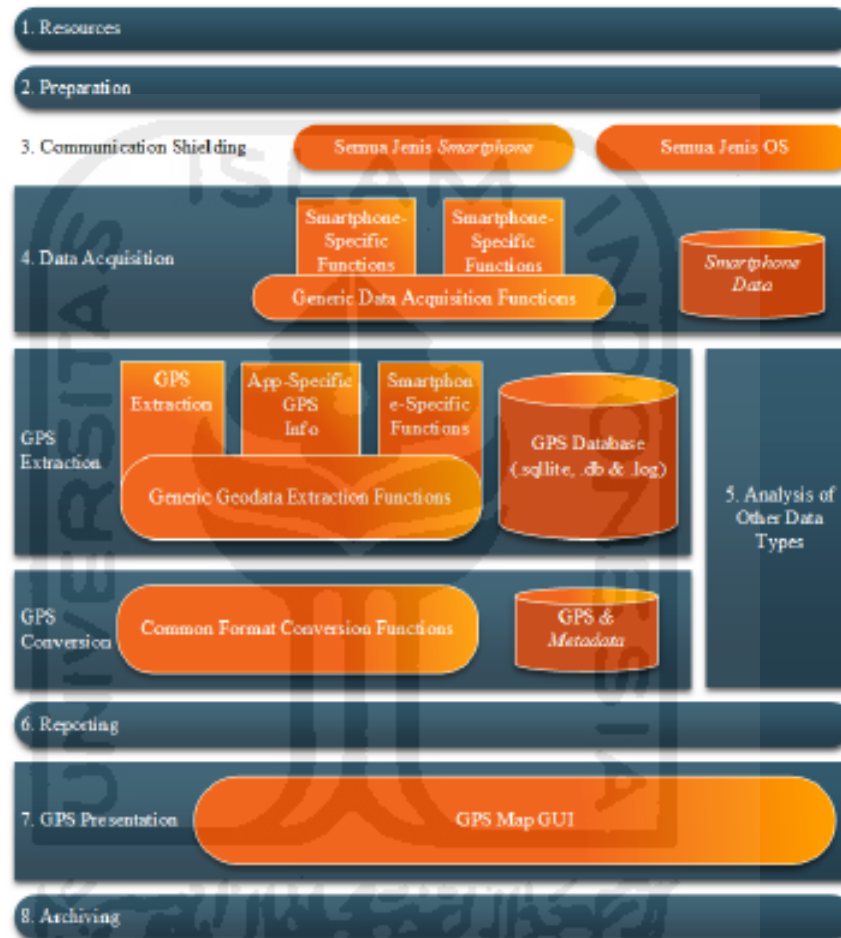 1. Resources
2. Preparation
3. Communication Shielding
Semua Jenis Smartphone
Semua Jenis OS
4. Data Acquisition
Smartphone-
Specific
Functions
Smartphone-
Specific
Functions
Generic Data Acquisition Functions
Smartphone
Data
GPS
Extraction
GPS
Extraction
App-Specific
GPS
Info
Smartphon
e-Specific
Functions
Generic Geodata Extraction Functions
GPS Database
(.sqllite, .db & .log)
5. Analysis of
Other Data
Types
GPS
Conversion
Common Format Conversion Functions
GPS &
Metadata
6. Reporting
7. GPS Presentation
GPS Map GUI
8. Archiving
UNIVERSITAS
ISLAM
INDONESIA